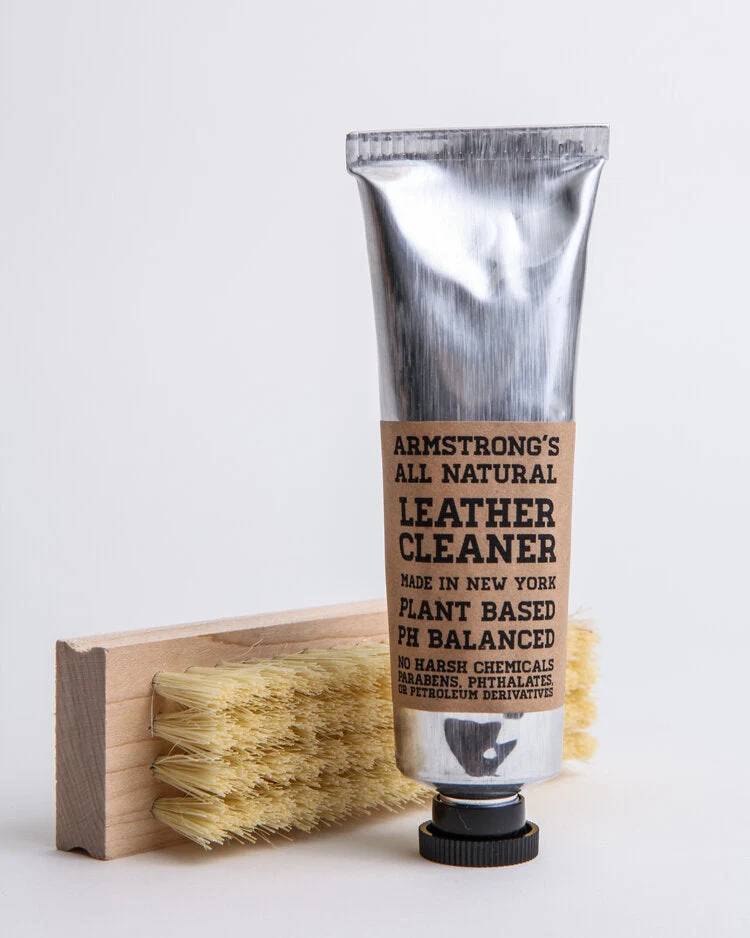 ARMSTRONG'S
ALL NATURAL
LEATHER
CLEANER
MADE IN NEW YORK
PLANT BASED
PH BALANCED
NO HARSH CHEMICALS
PARABENS, PHTHALATES,
OR PETROLEUM DERIVATIVES